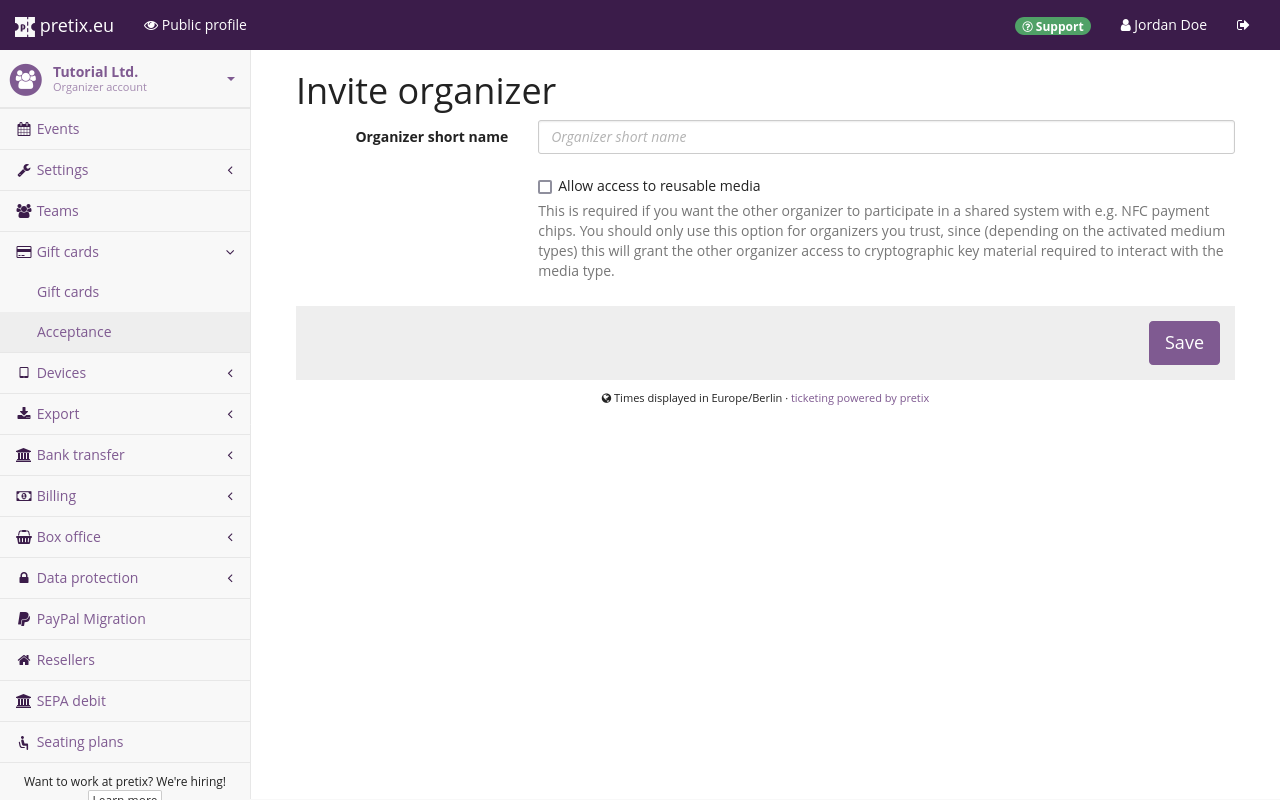 pretix.eu
Public profile
Support
Jordan Doe
Tutorial Ltd.
Organizer account
Events
Settings
Teams
Gift cards
Gift cards
Acceptance
Devices
Export
Bank transfer
Billing
Box office
Data protection
PayPal Migration
Resellers
SEPA debit
Seating plans
Want to work at pretix? We're hiring!
Learn more
Invite organizer
Organizer short name
Organizer short name
Allow access to reusable media
This is required if you want the other organizer to participate in a shared system with e.g. NFC payment
chips. You should only use this option for organizers you trust, since (depending on the activated medium
types) this will grant the other organizer access to cryptographic key material required to interact with the
media type.
Save
Times displayed in Europe/Berlin · ticketing powered by pretix